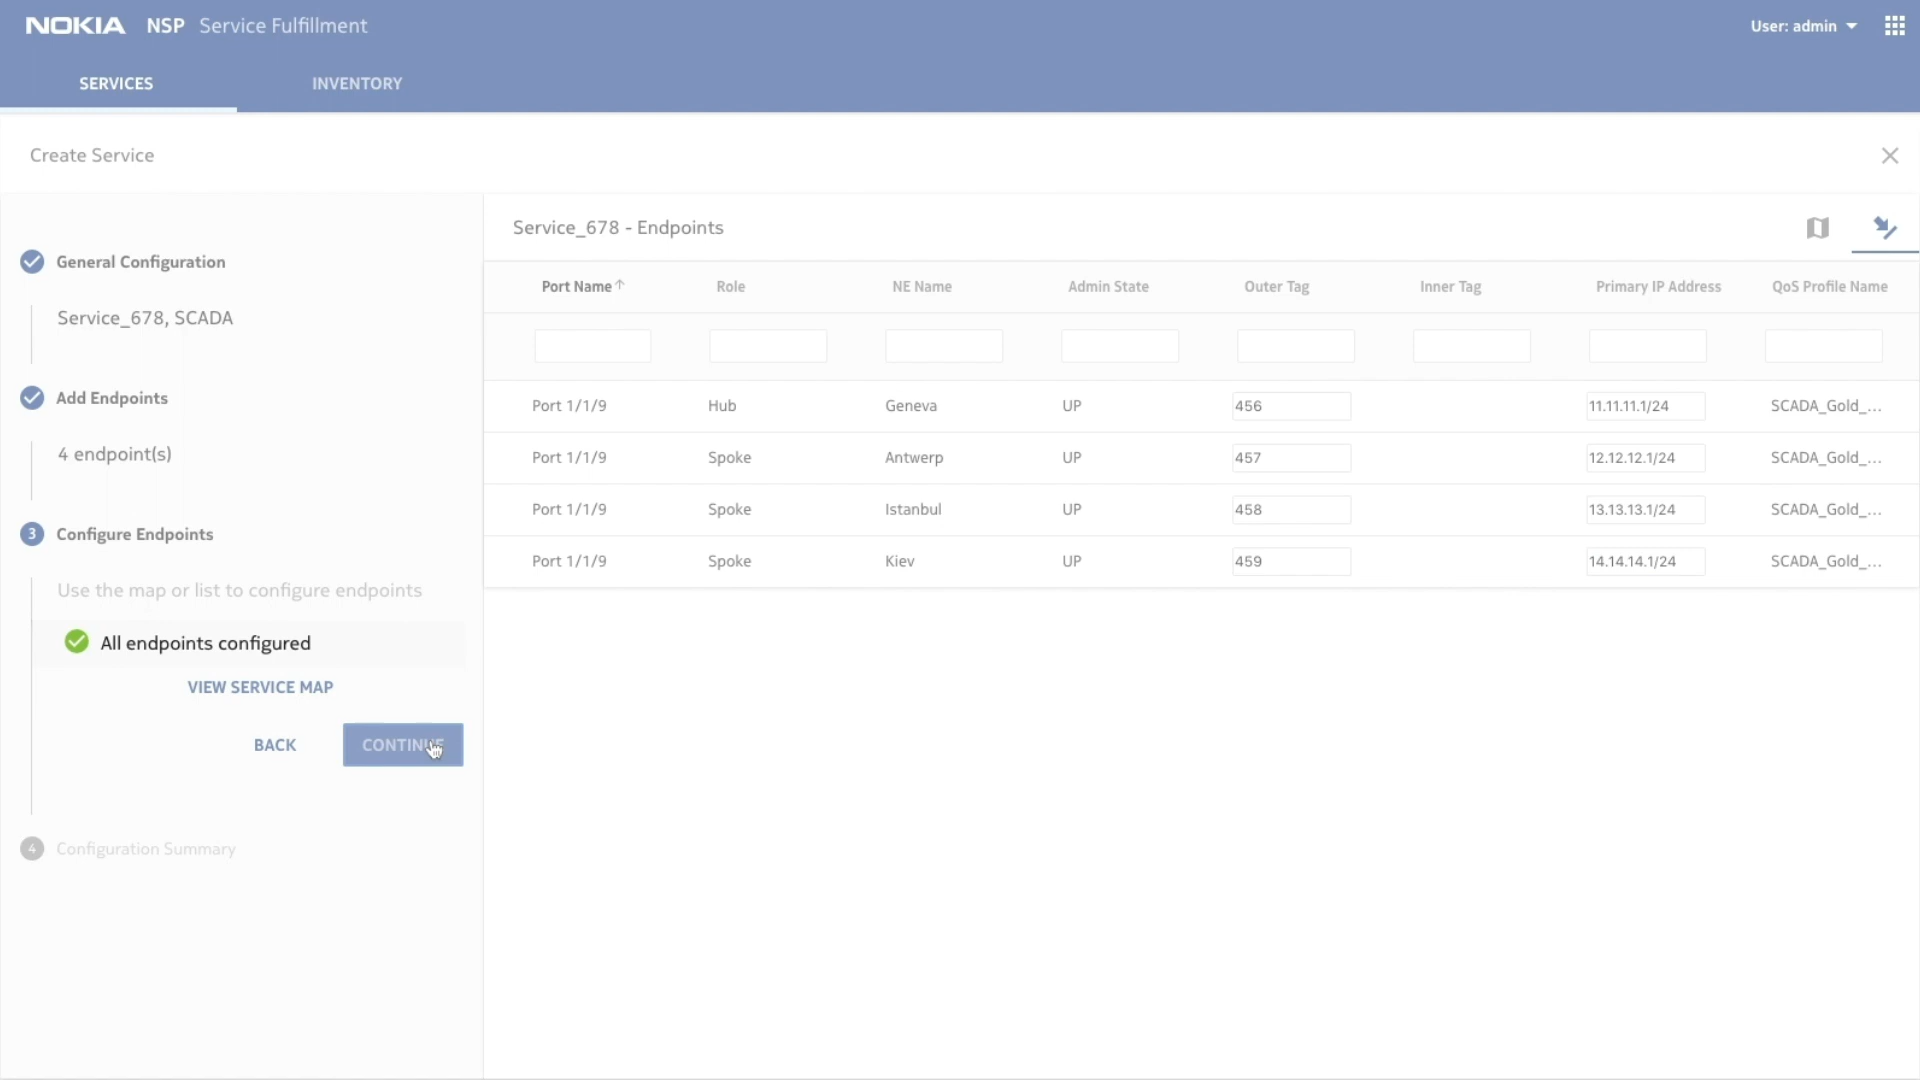 NOKIA NSP Service Fulfillment
User: admin
SERVICES INVENTORY
Create Service
Service_678 - Endpoints
General Configuration
Service_678, SCADA
Add Endpoints
4 endpoint(s)
3 Configure Endpoints
Use the map or list to configure endpoints
All endpoints configured
VIEW SERVICE MAP
BACK CONTINUE
4 Configuration Summary
Port Name Role NE Name Admin State Outer Tag Inner Tag Primary IP Address QoS Profile Name
Port 1/1/9 Hub Geneva UP 456 11.11.11.1/24 SCADA_Gold_...
Port 1/1/9 Spoke Antwerp UP 457 12.12.12.1/24 SCADA_Gold_...
Port 1/1/9 Spoke Istanbul UP 458 13.13.13.1/24 SCADA_Gold_...
Port 1/1/9 Spoke Kiev UP 459 14.14.14.1/24 SCADA_Gold_...